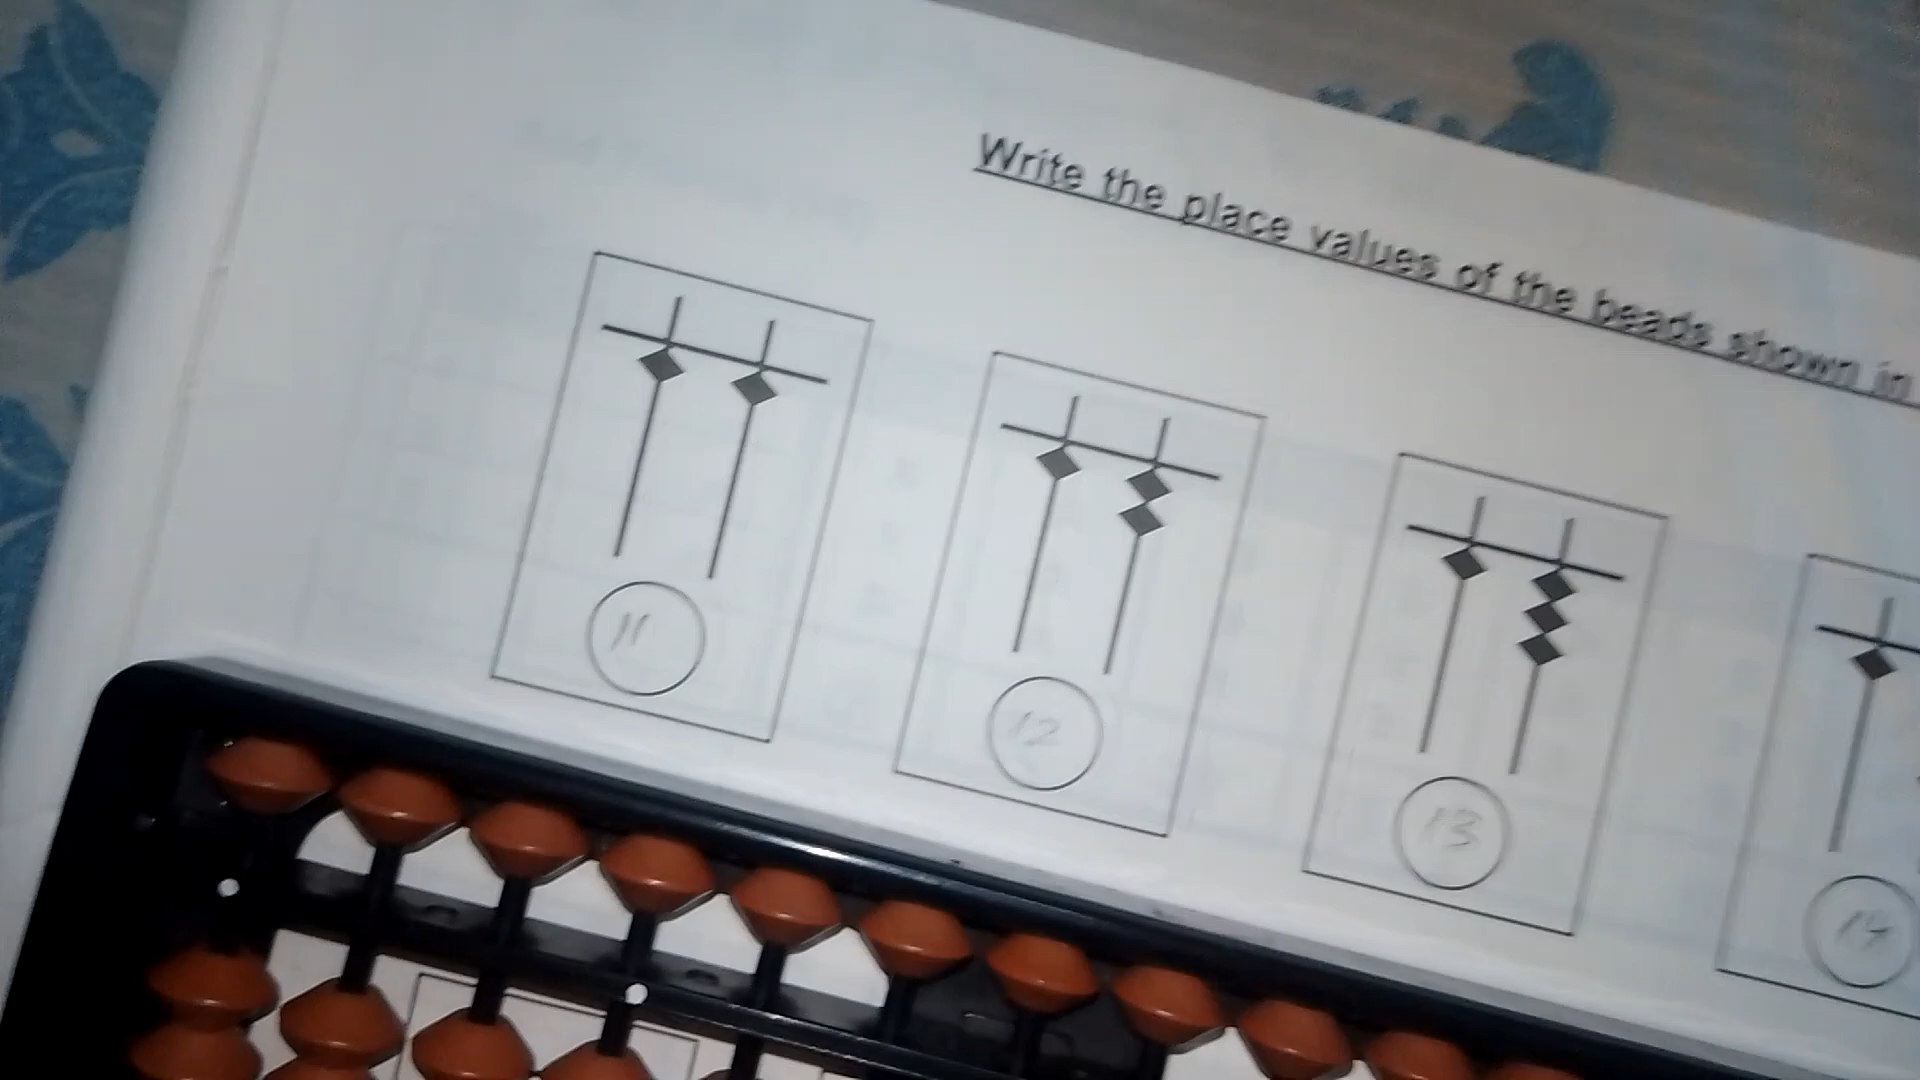 Write the place values of the beads shown in
11
12
13
14